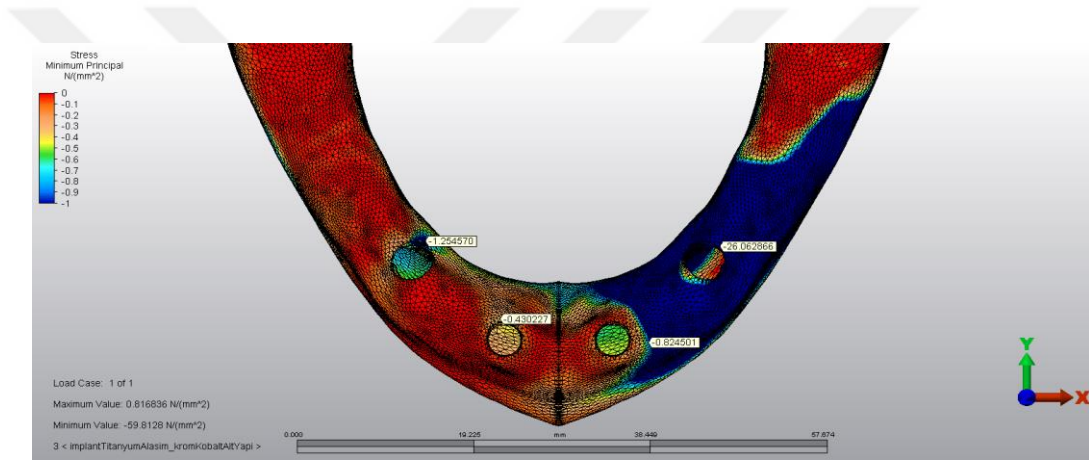 Stress
Minimum Principal
N/(mm^2)
0
-0.1
-0.2
-0.3
-0.4
-0.5
-0.6
-0.7
-0.8
-0.9
-1
-1.254570
-26.062866
-0.430227
-0.824501
Load Case: 1 of 1
Maximum Value: 0.816836 N/(mm^2)
Minimum Value: -59.8128 N/(mm^2)
3 < implantTitanyumAlasim_kromKobaltAltYapi >
0.000 19.225 mm 38.449 57.674
Y
X